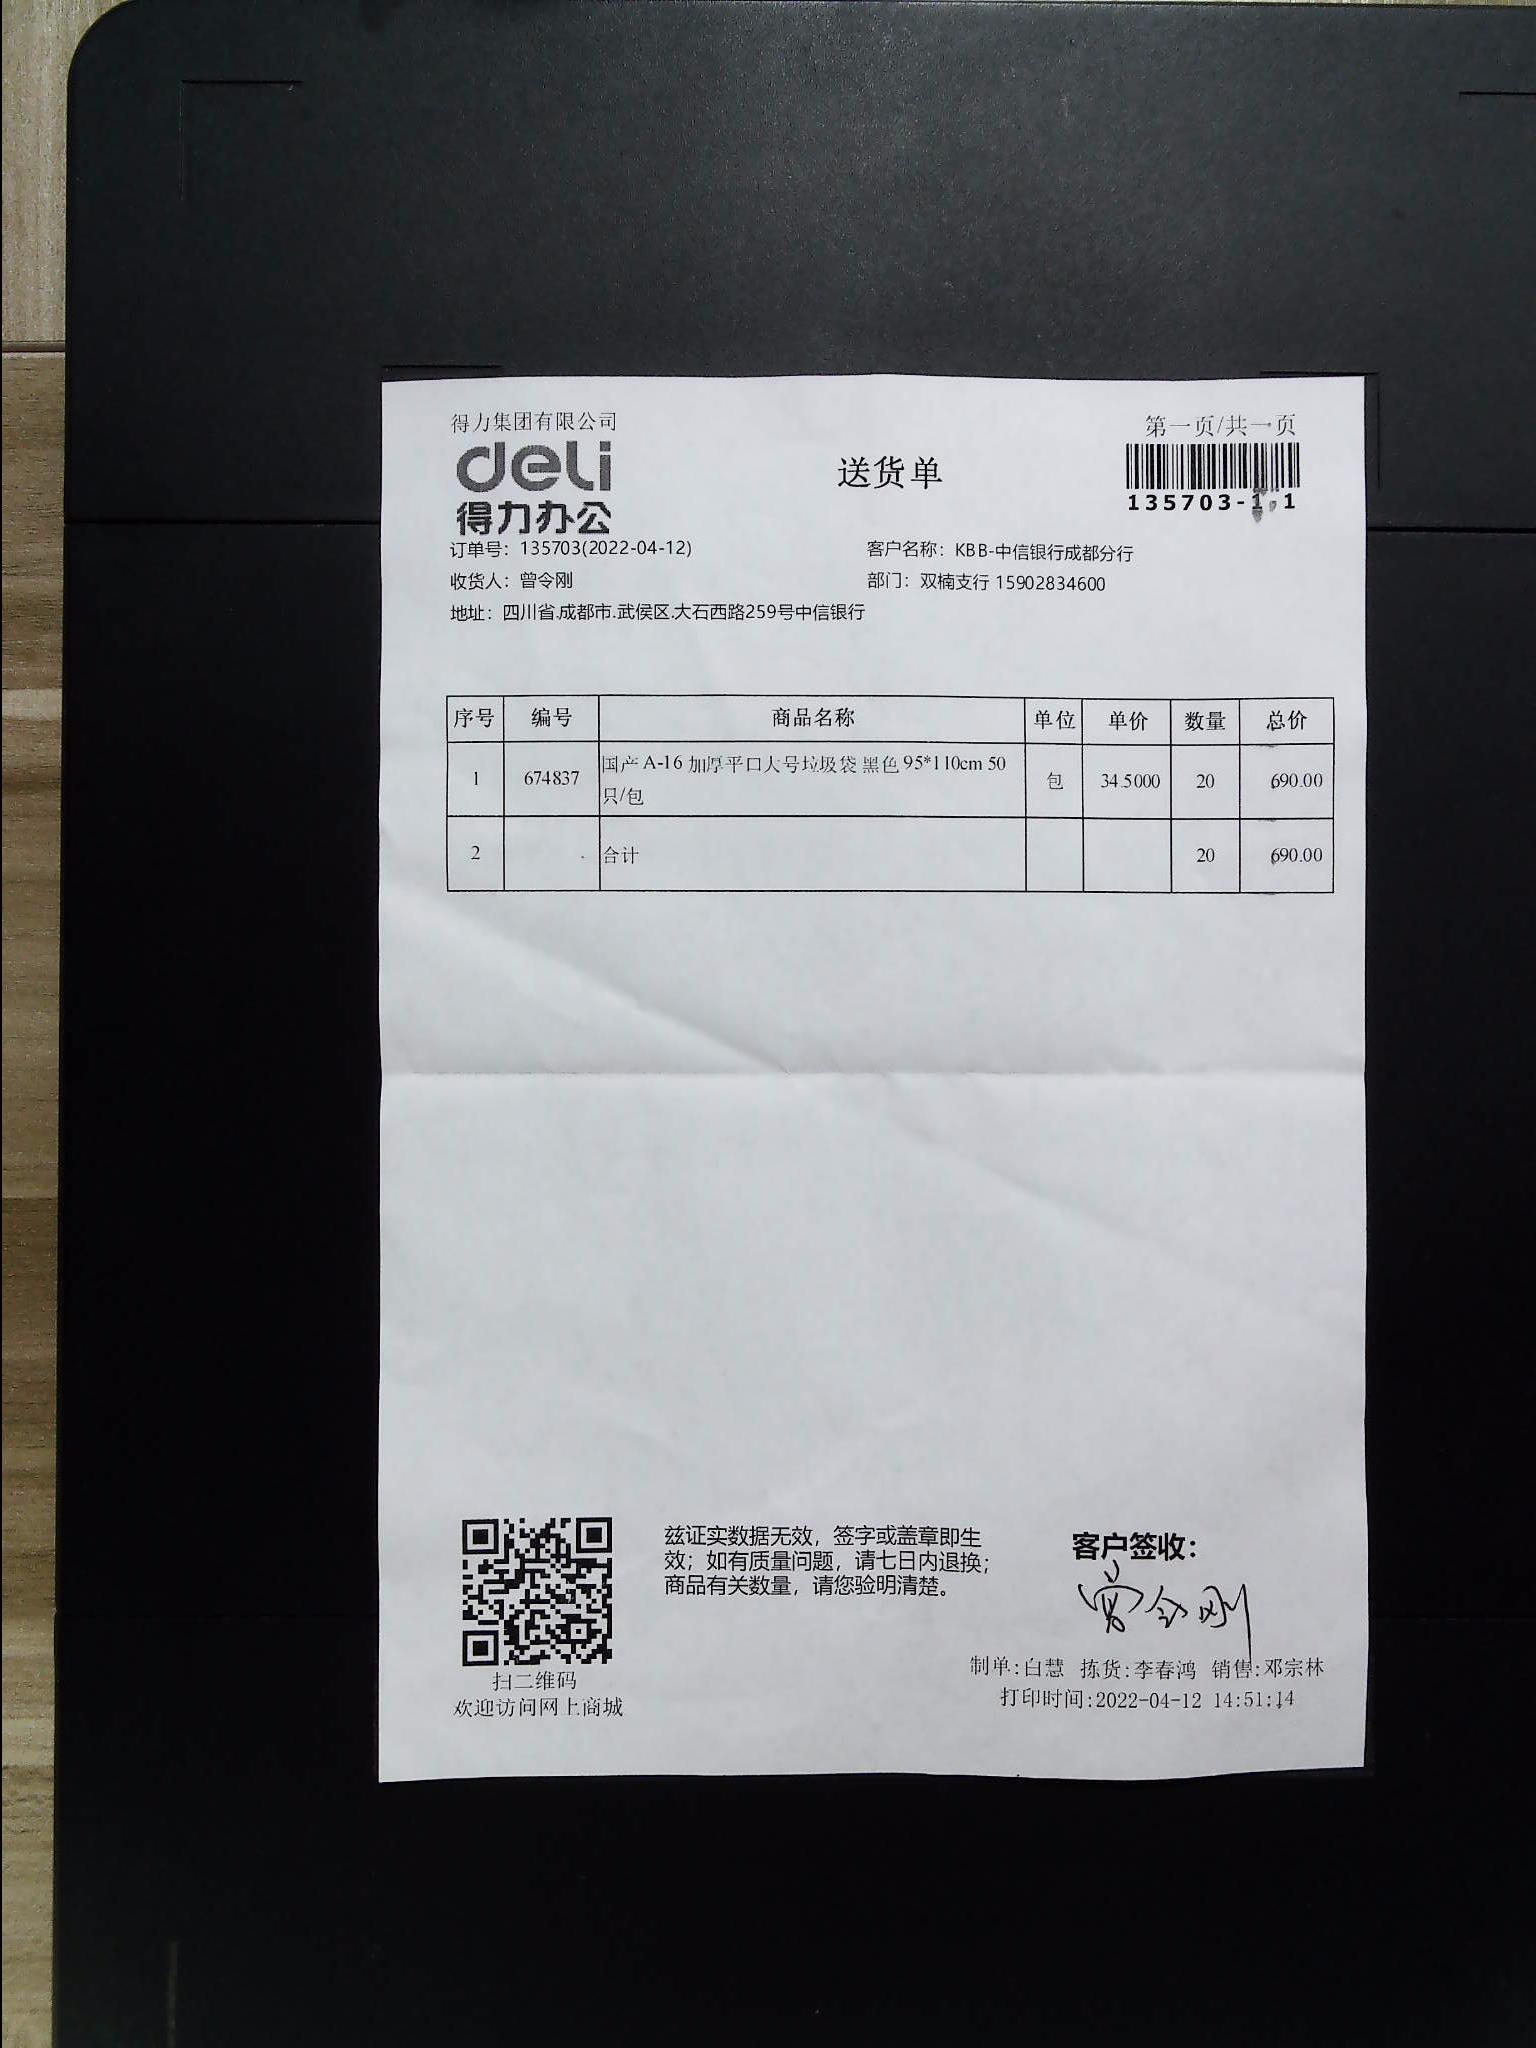 得力集团有限公司
第一页/共一页
deli
得力办公
送货单
135703-1.1
订单号：135703(2022-04-12)
客户名称：KBB-中信银行成都分行
收货人：曾令刚
部门：双楠支行 15902834600
地址：四川省.成都市.武侯区.大石西路259号中信银行
序号 编号 商品名称 单位 单价 数量 总价
1 674837 国产 A-16 加厚平口大号垃圾袋 黑色 95*110cm 50 包 34.5000 20 690.00
只/包
2 合计 20 690.00
兹证实数据无效，签字或盖章即生
效；如有质量问题，请七日内退换；
商品有关数量，请您验明清楚。
客户签收：
曾令刚
扫二维码
欢迎访问网上商城
制单:白慧 拣货:李春鸿 销售:邓宗林
打印时间:2022-04-12 14:51:14